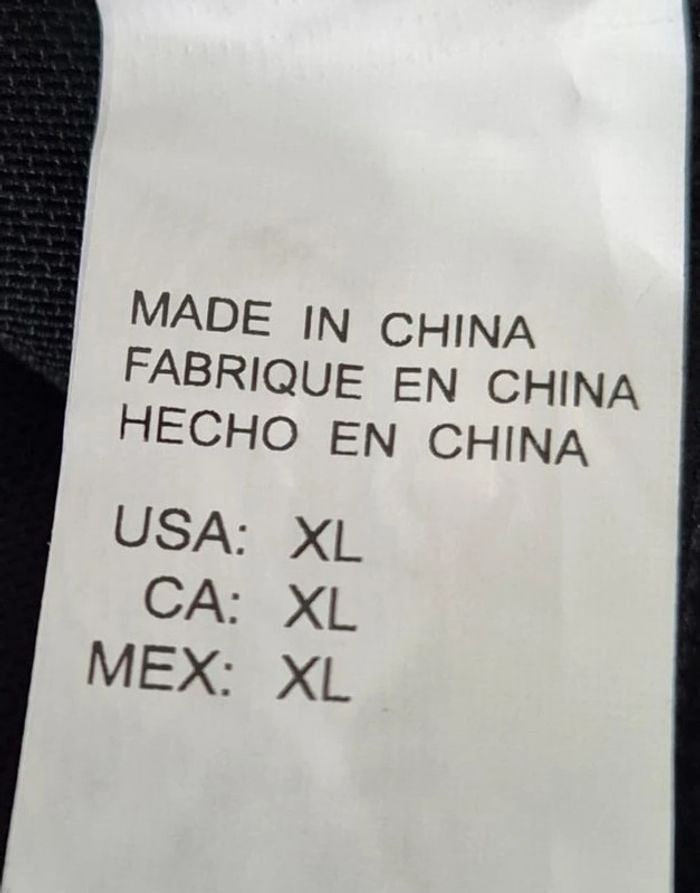 MADE IN CHINA
FABRIQUE EN CHINA
HECHO EN CHINA
USA: XL
CA: XL
MEX: XL